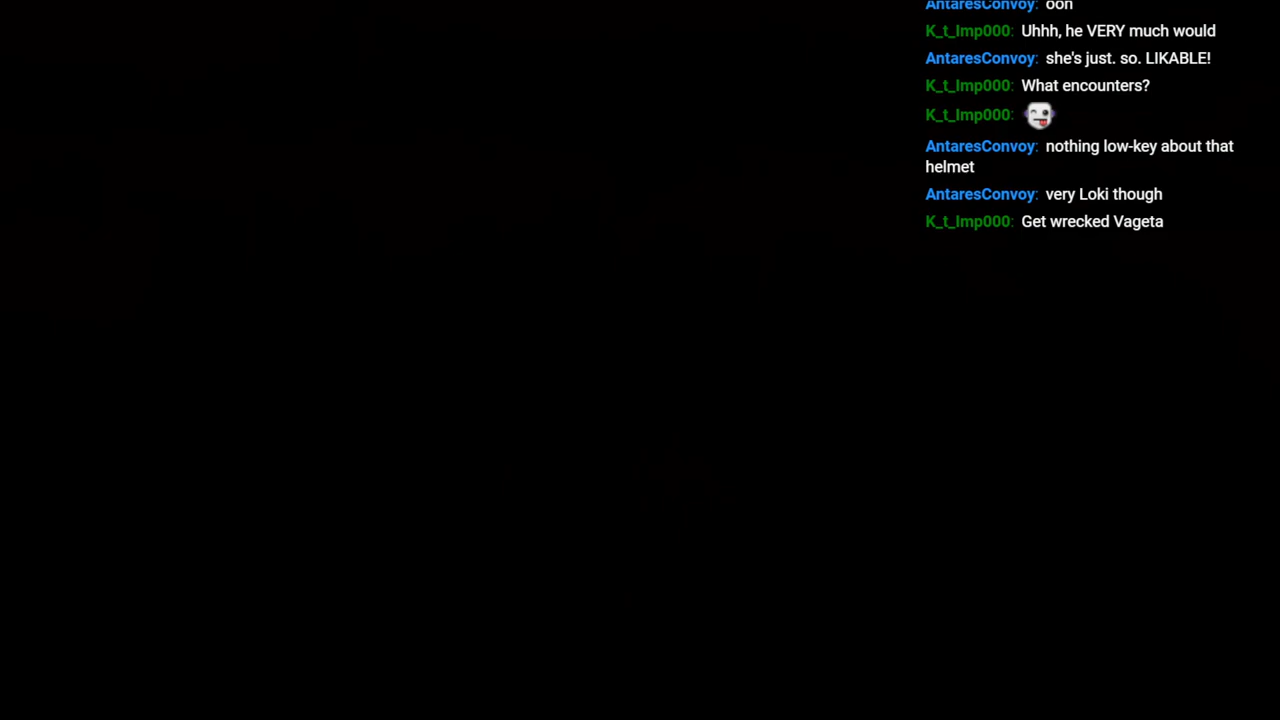 AntaresConvoy: oon
K_t_Imp000: Uhhh, he VERY much would
AntaresConvoy: she's just. so. LIKABLE!
K_t_Imp000: What encounters?
K_t_Imp000:
AntaresConvoy: nothing low-key about that
helmet
AntaresConvoy: very Loki though
K_t_Imp000: Get wrecked Vageta